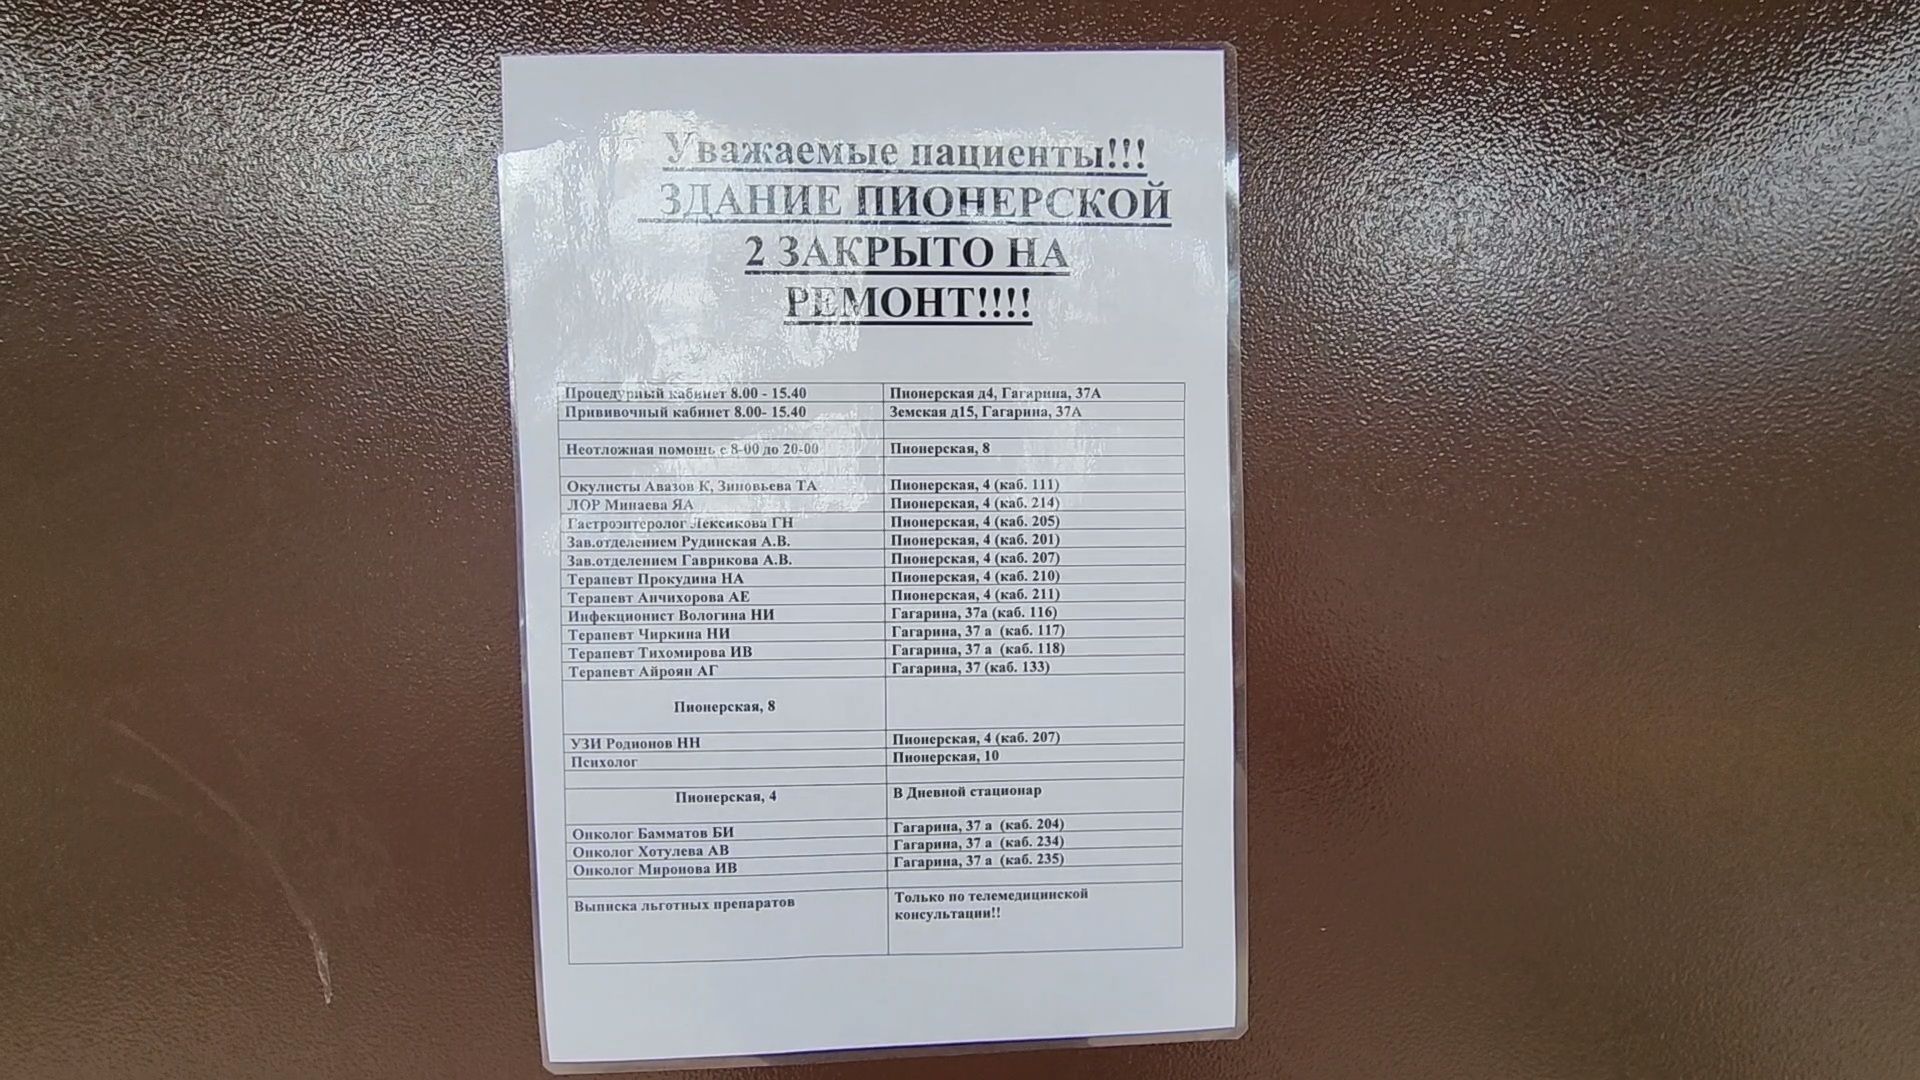 Уважаемые пациенты!!!
ЗДАНИЕ ПИОНЕРСКОЙ
2 ЗАКРЫТО НА
РЕМОНТ!!!!
Процедурный кабинет 8.00 - 15.40 Пионерская д4, Гагарина, 37А
Прививочный кабинет 8.00- 15.40 Земская д15, Гагарина, 37А
Неотложная помощь с 8-00 до 20-00 Пионерская, 8
Окулисты Авазов К, Зиновьева ТА Пионерская, 4 (каб. 111)
ЛОР Минаева ЯА Пионерская, 4 (каб. 214)
Гастроэнтеролог Лексикова ГН Пионерская, 4 (каб. 205)
Зав.отделением Рудинская А.В. Пионерская, 4 (каб. 201)
Зав.отделением Гаврикова А.В. Пионерская, 4 (каб. 207)
Терапевт Прокудина НА Пионерская, 4 (каб. 210)
Терапевт Анчихорова АЕ Пионерская, 4 (каб. 211)
Инфекционист Вологина НИ Гагарина, 37а (каб. 116)
Терапевт Чиркина НИ Гагарина, 37 а (каб. 117)
Терапевт Тихомирова ИВ Гагарина, 37 а (каб. 118)
Терапевт Айроян АГ Гагарина, 37 (каб. 133)
Пионерская, 8
УЗИ Родионов НН Пионерская, 4 (каб. 207)
Психолог Пионерская, 10
Пионерская, 4 В Дневной стационар
Онколог Бамматов БИ Гагарина, 37 а (каб. 204)
Онколог Хотулева АВ Гагарина, 37 а (каб. 234)
Онколог Миронова ИВ Гагарина, 37 а (каб. 235)
Выписка льготных препаратов Только по телемедицинской
консультации!!